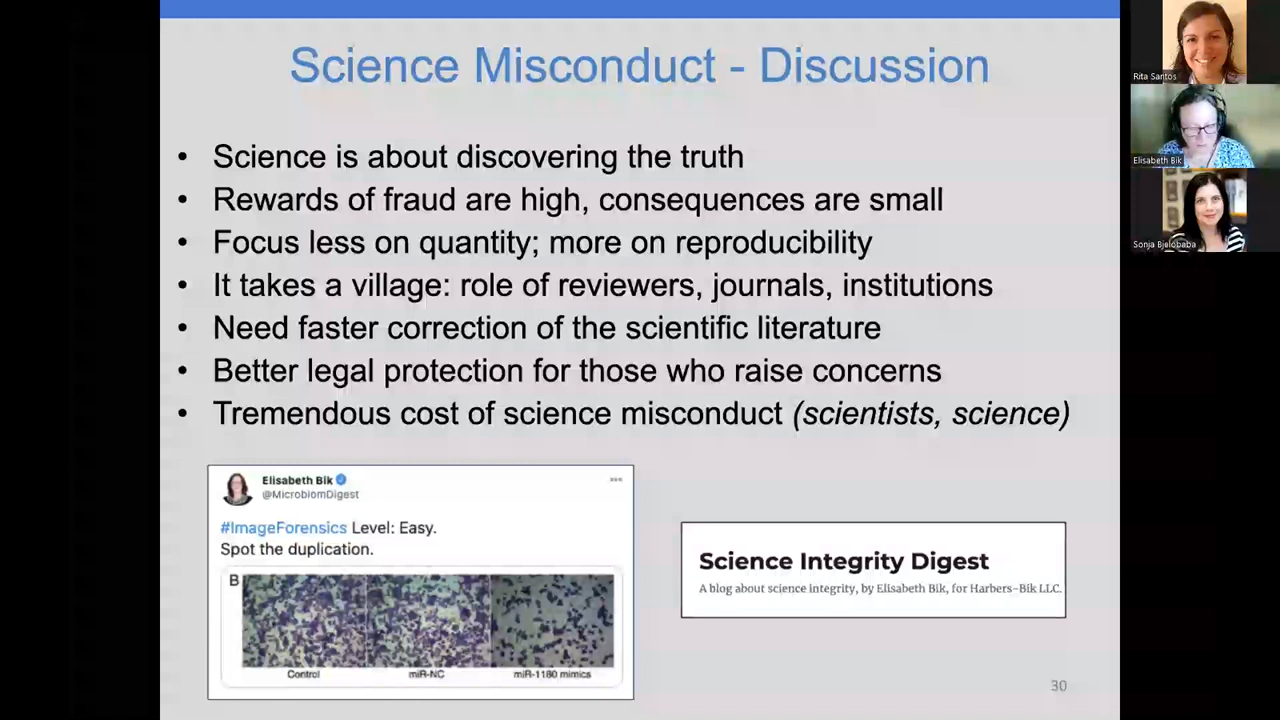 Science Misconduct - Discussion
• Science is about discovering the truth
• Rewards of fraud are high, consequences are small
• Focus less on quantity; more on reproducibility
• It takes a village: role of reviewers, journals, institutions
• Need faster correction of the scientific literature
• Better legal protection for those who raise concerns
• Tremendous cost of science misconduct (scientists, science)
Elisabeth Bik
@MicrobiomDigest
#ImageForensics Level: Easy.
Spot the duplication.
B
Control miR-NC miR-1180 mimics
Science Integrity Digest
A blog about science integrity, by Elisabeth Bik, for Harbers-Bik LLC.
30
Rita Santos
Elisabeth Bik
Sonja Bjelobaba